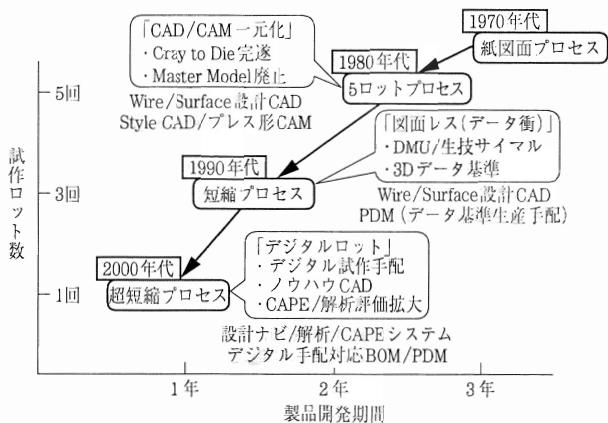 1970年代
紙図面プロセス
「CAD/CAM一元化」
・Cray to Die完遂
・Master Model廃止
1980年代
5ロットプロセス
Wire/Surface設計CAD
Style CAD/プレス形CAM
「図面レス(データ衝)」
・DMU/生技サイマル
・3Dデータ基準
1990年代
短縮プロセス
Wire/Surface設計CAD
PDM(データ基準生産手配)
「デジタルロット」
・デジタル試作手配
・ノウハウCAD
・CAPE/解析評価拡大
2000年代
超短縮プロセス
設計ナビ/解析/CAPEシステム
デジタル手配対応BOM/PDM
試作ロット数
5回
3回
1回
1年
2年
3年
製品開発期間